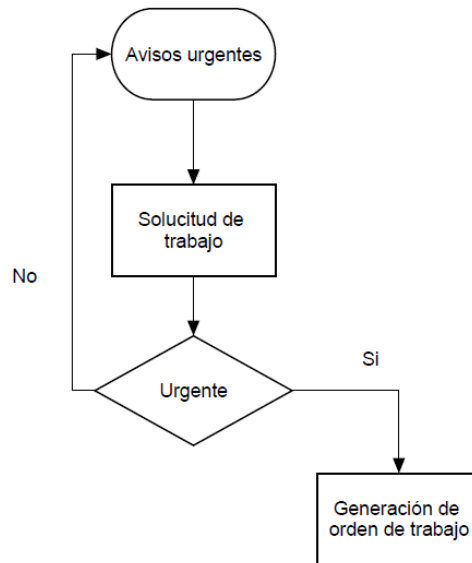 Avisos urgentes
Solucitud de
trabajo
No
Urgente
Si
Generación de
orden de trabajo